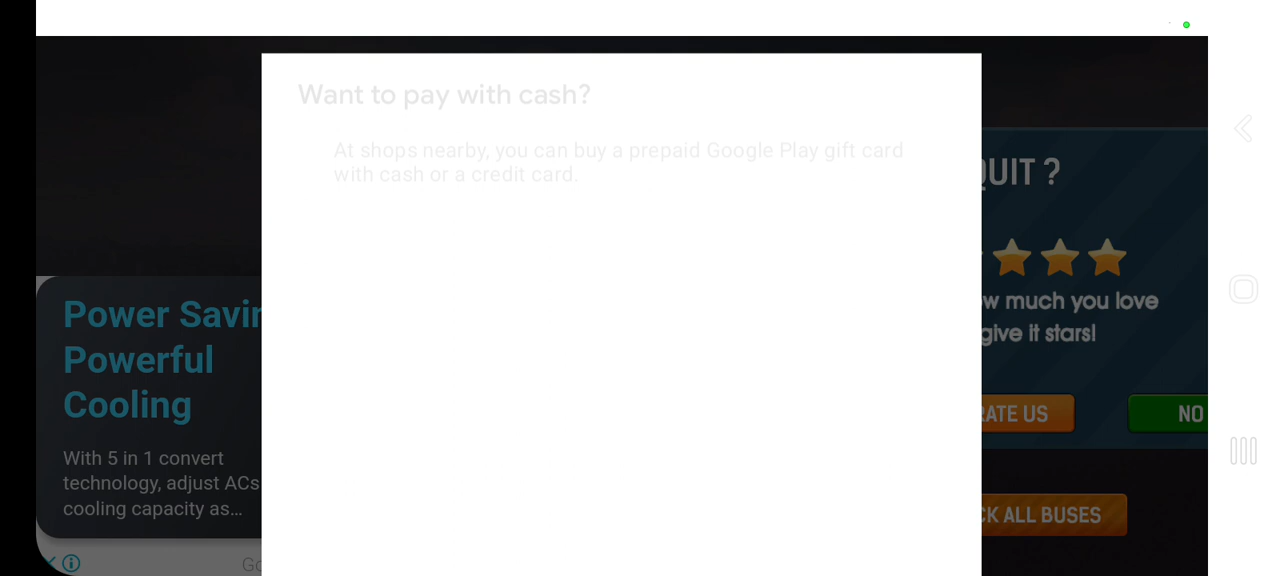 Want to pay with cash?
At shops nearby, you can buy a prepaid Google Play gift card
with cash or a credit card.
QUIT ?
much you love
give it stars!
RATE US
NO
ALL BUSES
Power
Powerful
Cooling
With 5 in 1 convert
technology, adjust ACs
cooling capacity as…